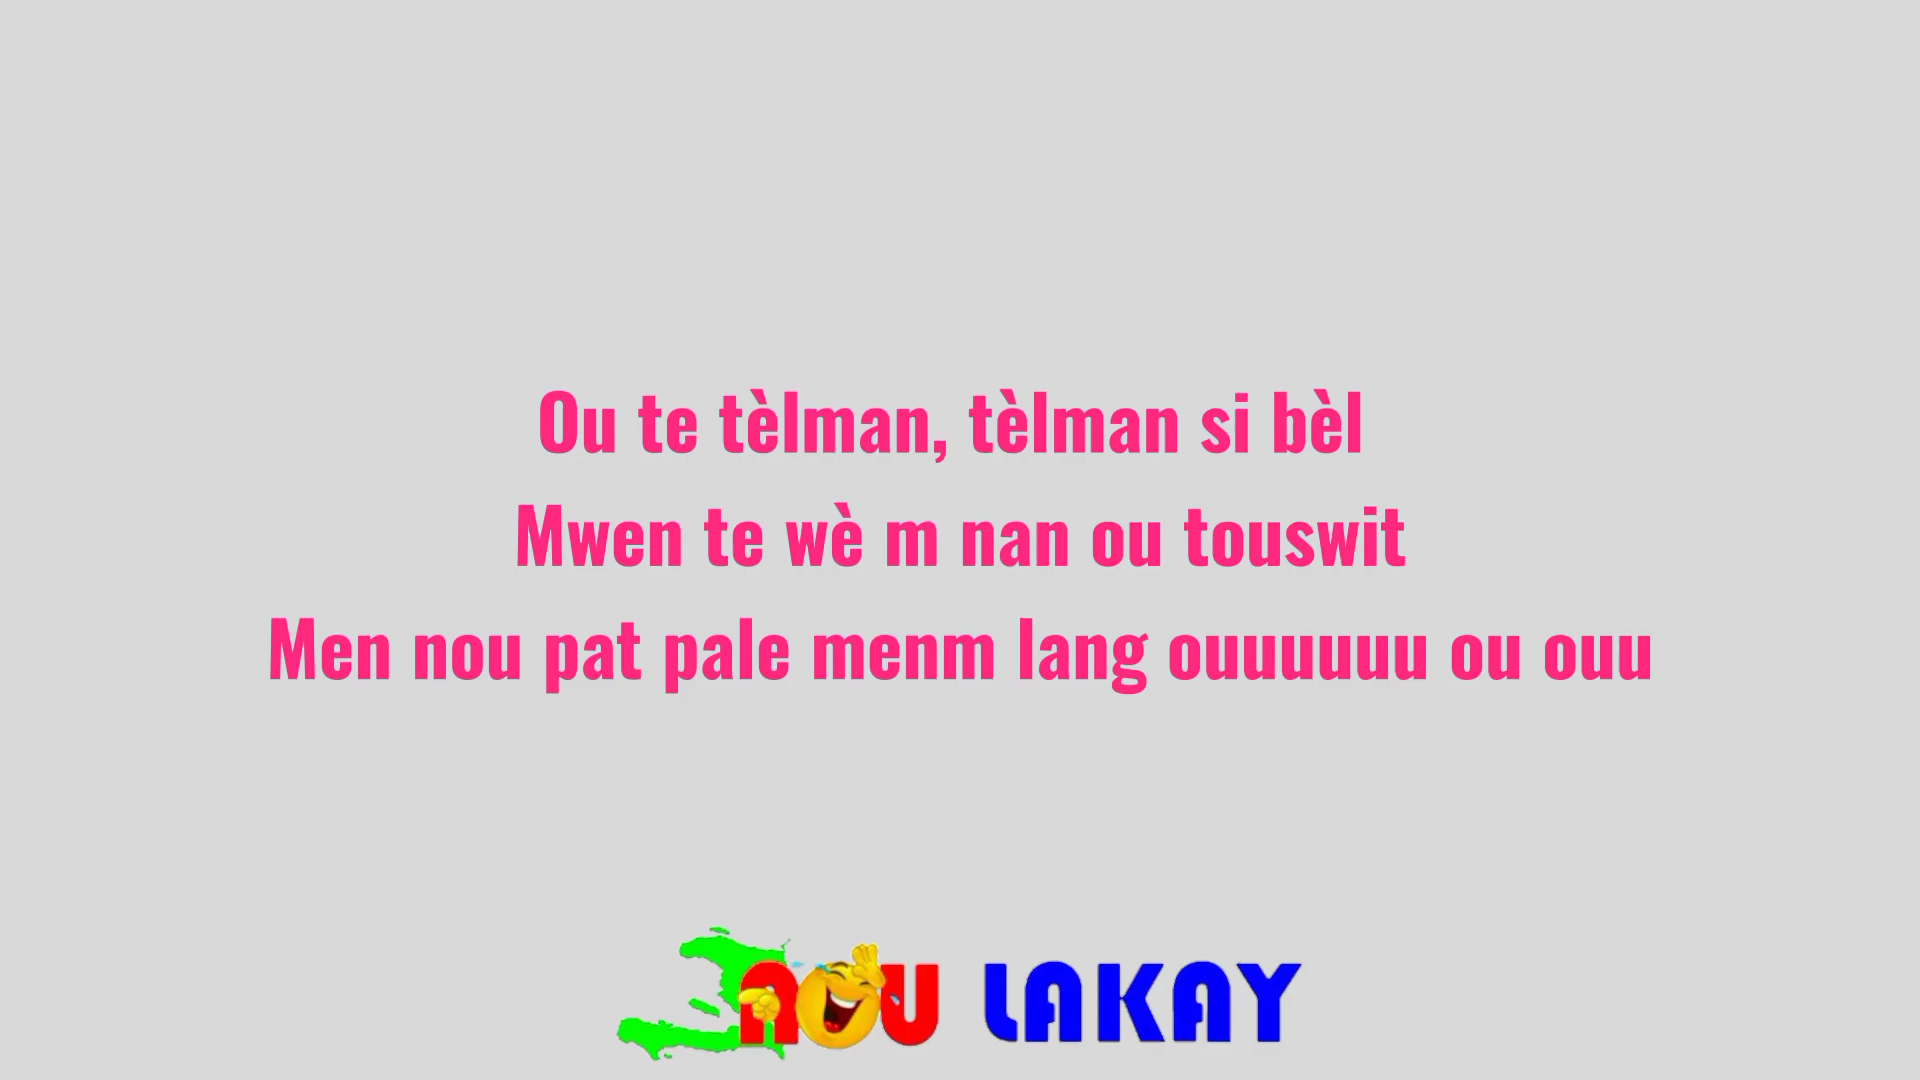 Ou te tèlman, tèlman si bèl
Mwen te wè m nan ou touswit
Men nou pat pale menm lang ouuuuuu ou ouu
NOU LAKAY